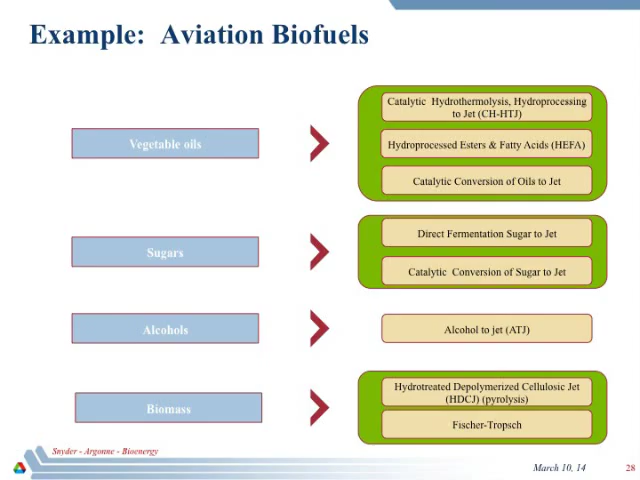 Example: Aviation Biofuels
Vegetable oils
Catalytic Hydrothermolysis, Hydroprocessing
to Jet (CH-HTJ)
Hydroprocessed Esters & Fatty Acids (HEFA)
Catalytic Conversion of Oils to Jet
Sugars
Direct Fermentation Sugar to Jet
Catalytic Conversion of Sugar to Jet
Alcohols
Alcohol to jet (ATJ)
Biomass
Hydrotreated Depolymerized Cellulosic Jet
(HDCJ) (pyrolysis)
Fischer-Tropsch
Snyder - Argonne - Bioenergy
March 10, 14
28